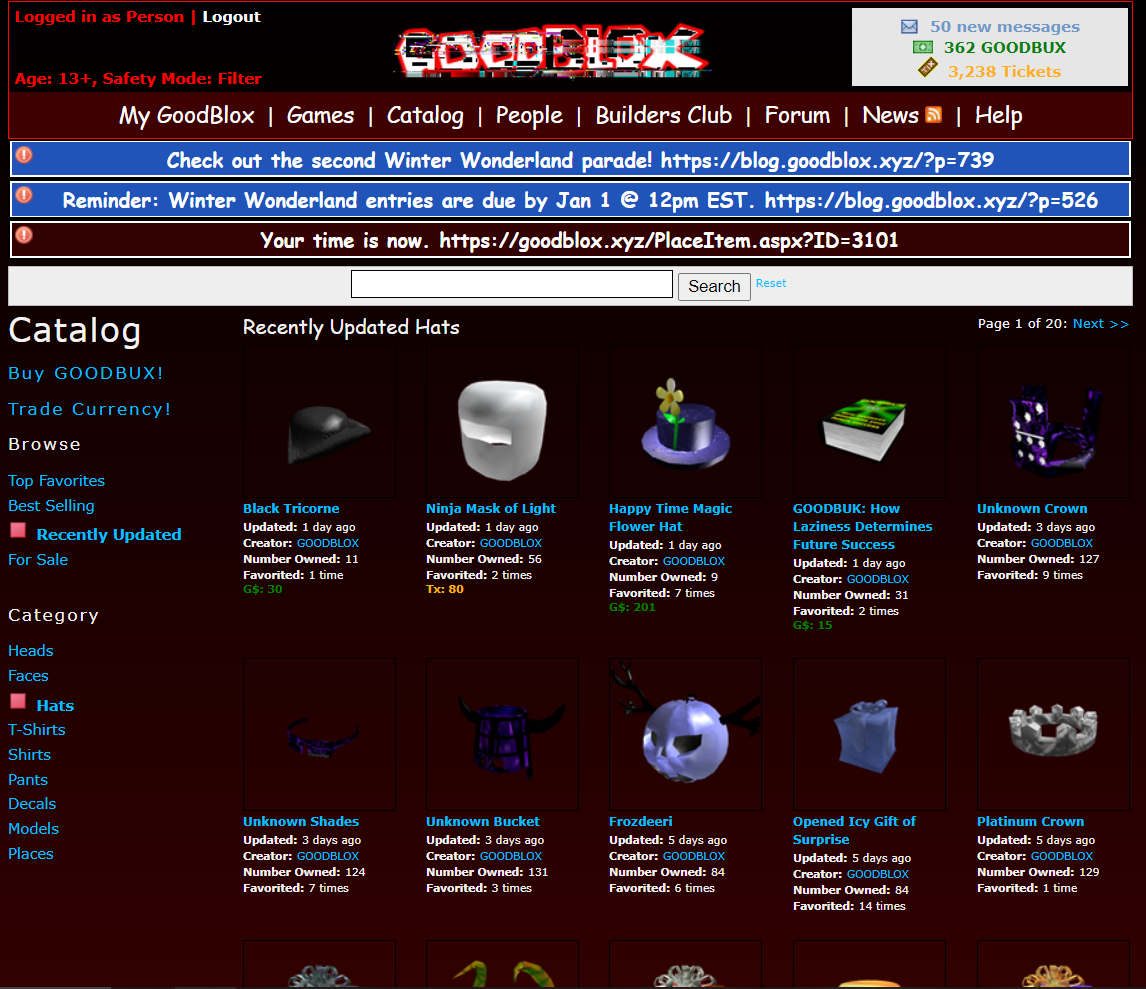 Logged in as Person | Logout
GOODBLOX
50 new messages
362 GOODBUX
3,238 Tickets
Age: 13+, Safety Mode: Filter
My GoodBlox | Games | Catalog | People | Builders Club | Forum | News | Help
Check out the second Winter Wonderland parade! https://blog.goodblox.xyz/?p=739
Reminder: Winter Wonderland entries are due by Jan 1 @ 12pm EST. https://blog.goodblox.xyz/?p=526
Your time is now. https://goodblox.xyz/PlaceItem.aspx?ID=3101
Search Reset
Catalog
Buy GOODBUX!
Trade Currency!
Browse
Top Favorites
Best Selling
Recently Updated
For Sale
Category
Heads
Faces
Hats
T-Shirts
Shirts
Pants
Decals
Models
Places
Recently Updated Hats
Page 1 of 20: Next >>
Black Tricorne
Updated: 1 day ago
Creator: GOODBLOX
Number Owned: 11
Favorited: 1 time
G$: 30
Ninja Mask of Light
Updated: 1 day ago
Creator: GOODBLOX
Number Owned: 56
Favorited: 2 times
Tx: 80
Happy Time Magic
Flower Hat
Updated: 1 day ago
Creator: GOODBLOX
Number Owned: 9
Favorited: 7 times
G$: 201
GOODBUK: How
Laziness Determines
Future Success
Updated: 1 day ago
Creator: GOODBLOX
Number Owned: 31
Favorited: 2 times
G$: 15
Unknown Crown
Updated: 3 days ago
Creator: GOODBLOX
Number Owned: 127
Favorited: 9 times
Unknown Shades
Updated: 3 days ago
Creator: GOODBLOX
Number Owned: 124
Favorited: 7 times
Unknown Bucket
Updated: 3 days ago
Creator: GOODBLOX
Number Owned: 131
Favorited: 3 times
Frozdeeri
Updated: 5 days ago
Creator: GOODBLOX
Number Owned: 84
Favorited: 6 times
Opened Icy Gift of
Surprise
Updated: 5 days ago
Creator: GOODBLOX
Number Owned: 84
Favorited: 14 times
Platinum Crown
Updated: 5 days ago
Creator: GOODBLOX
Number Owned: 129
Favorited: 1 time